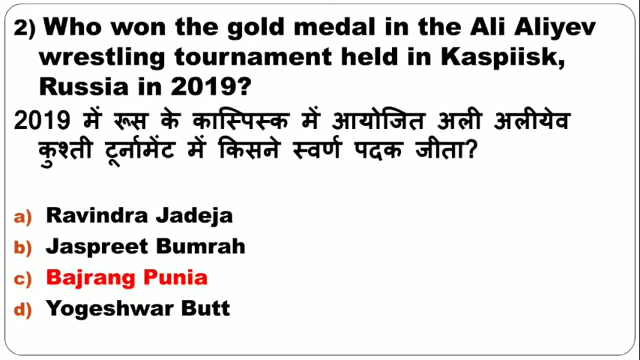 2) Who won the gold medal in the Ali Aliyev
wrestling tournament held in Kaspiisk,
Russia in 2019?
2019 में रूस के कास्पिस्क में आयोजित अली अलीयेव
कुश्ती टूर्नामेंट में किसने स्वर्ण पदक जीता?
a) Ravindra Jadeja
b) Jaspreet Bumrah
c) Bajrang Punia
d) Yogeshwar Butt